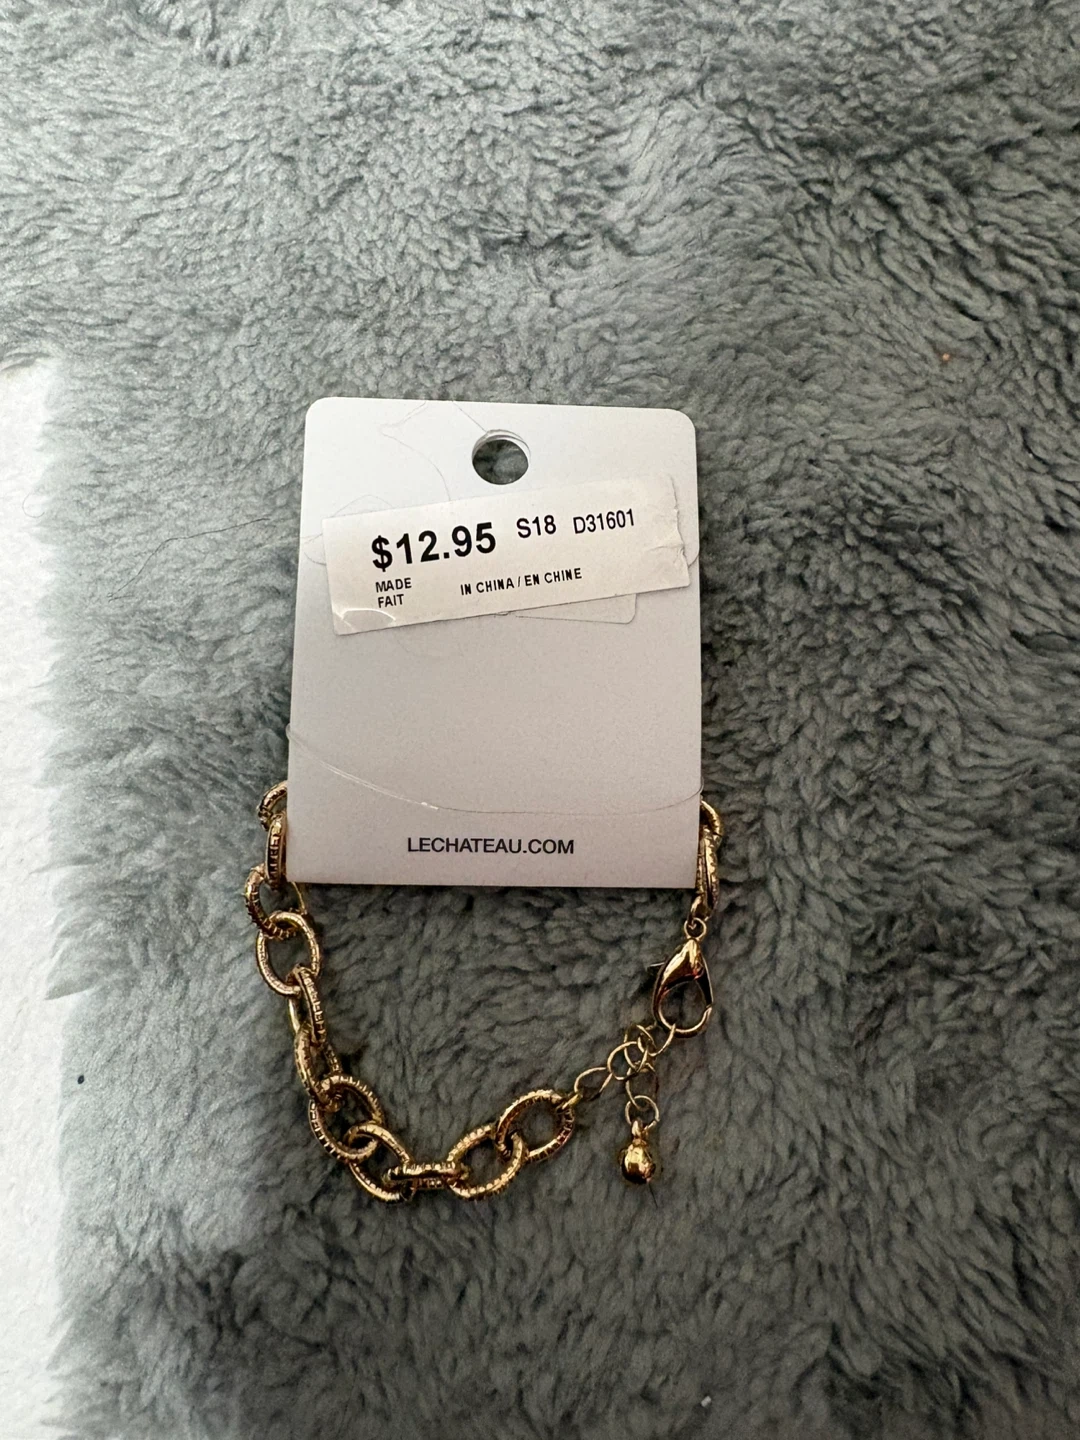 $12.95 S18 D31601
MADE IN CHINA / EN CHINE
FAIT
LECHATEAU.COM